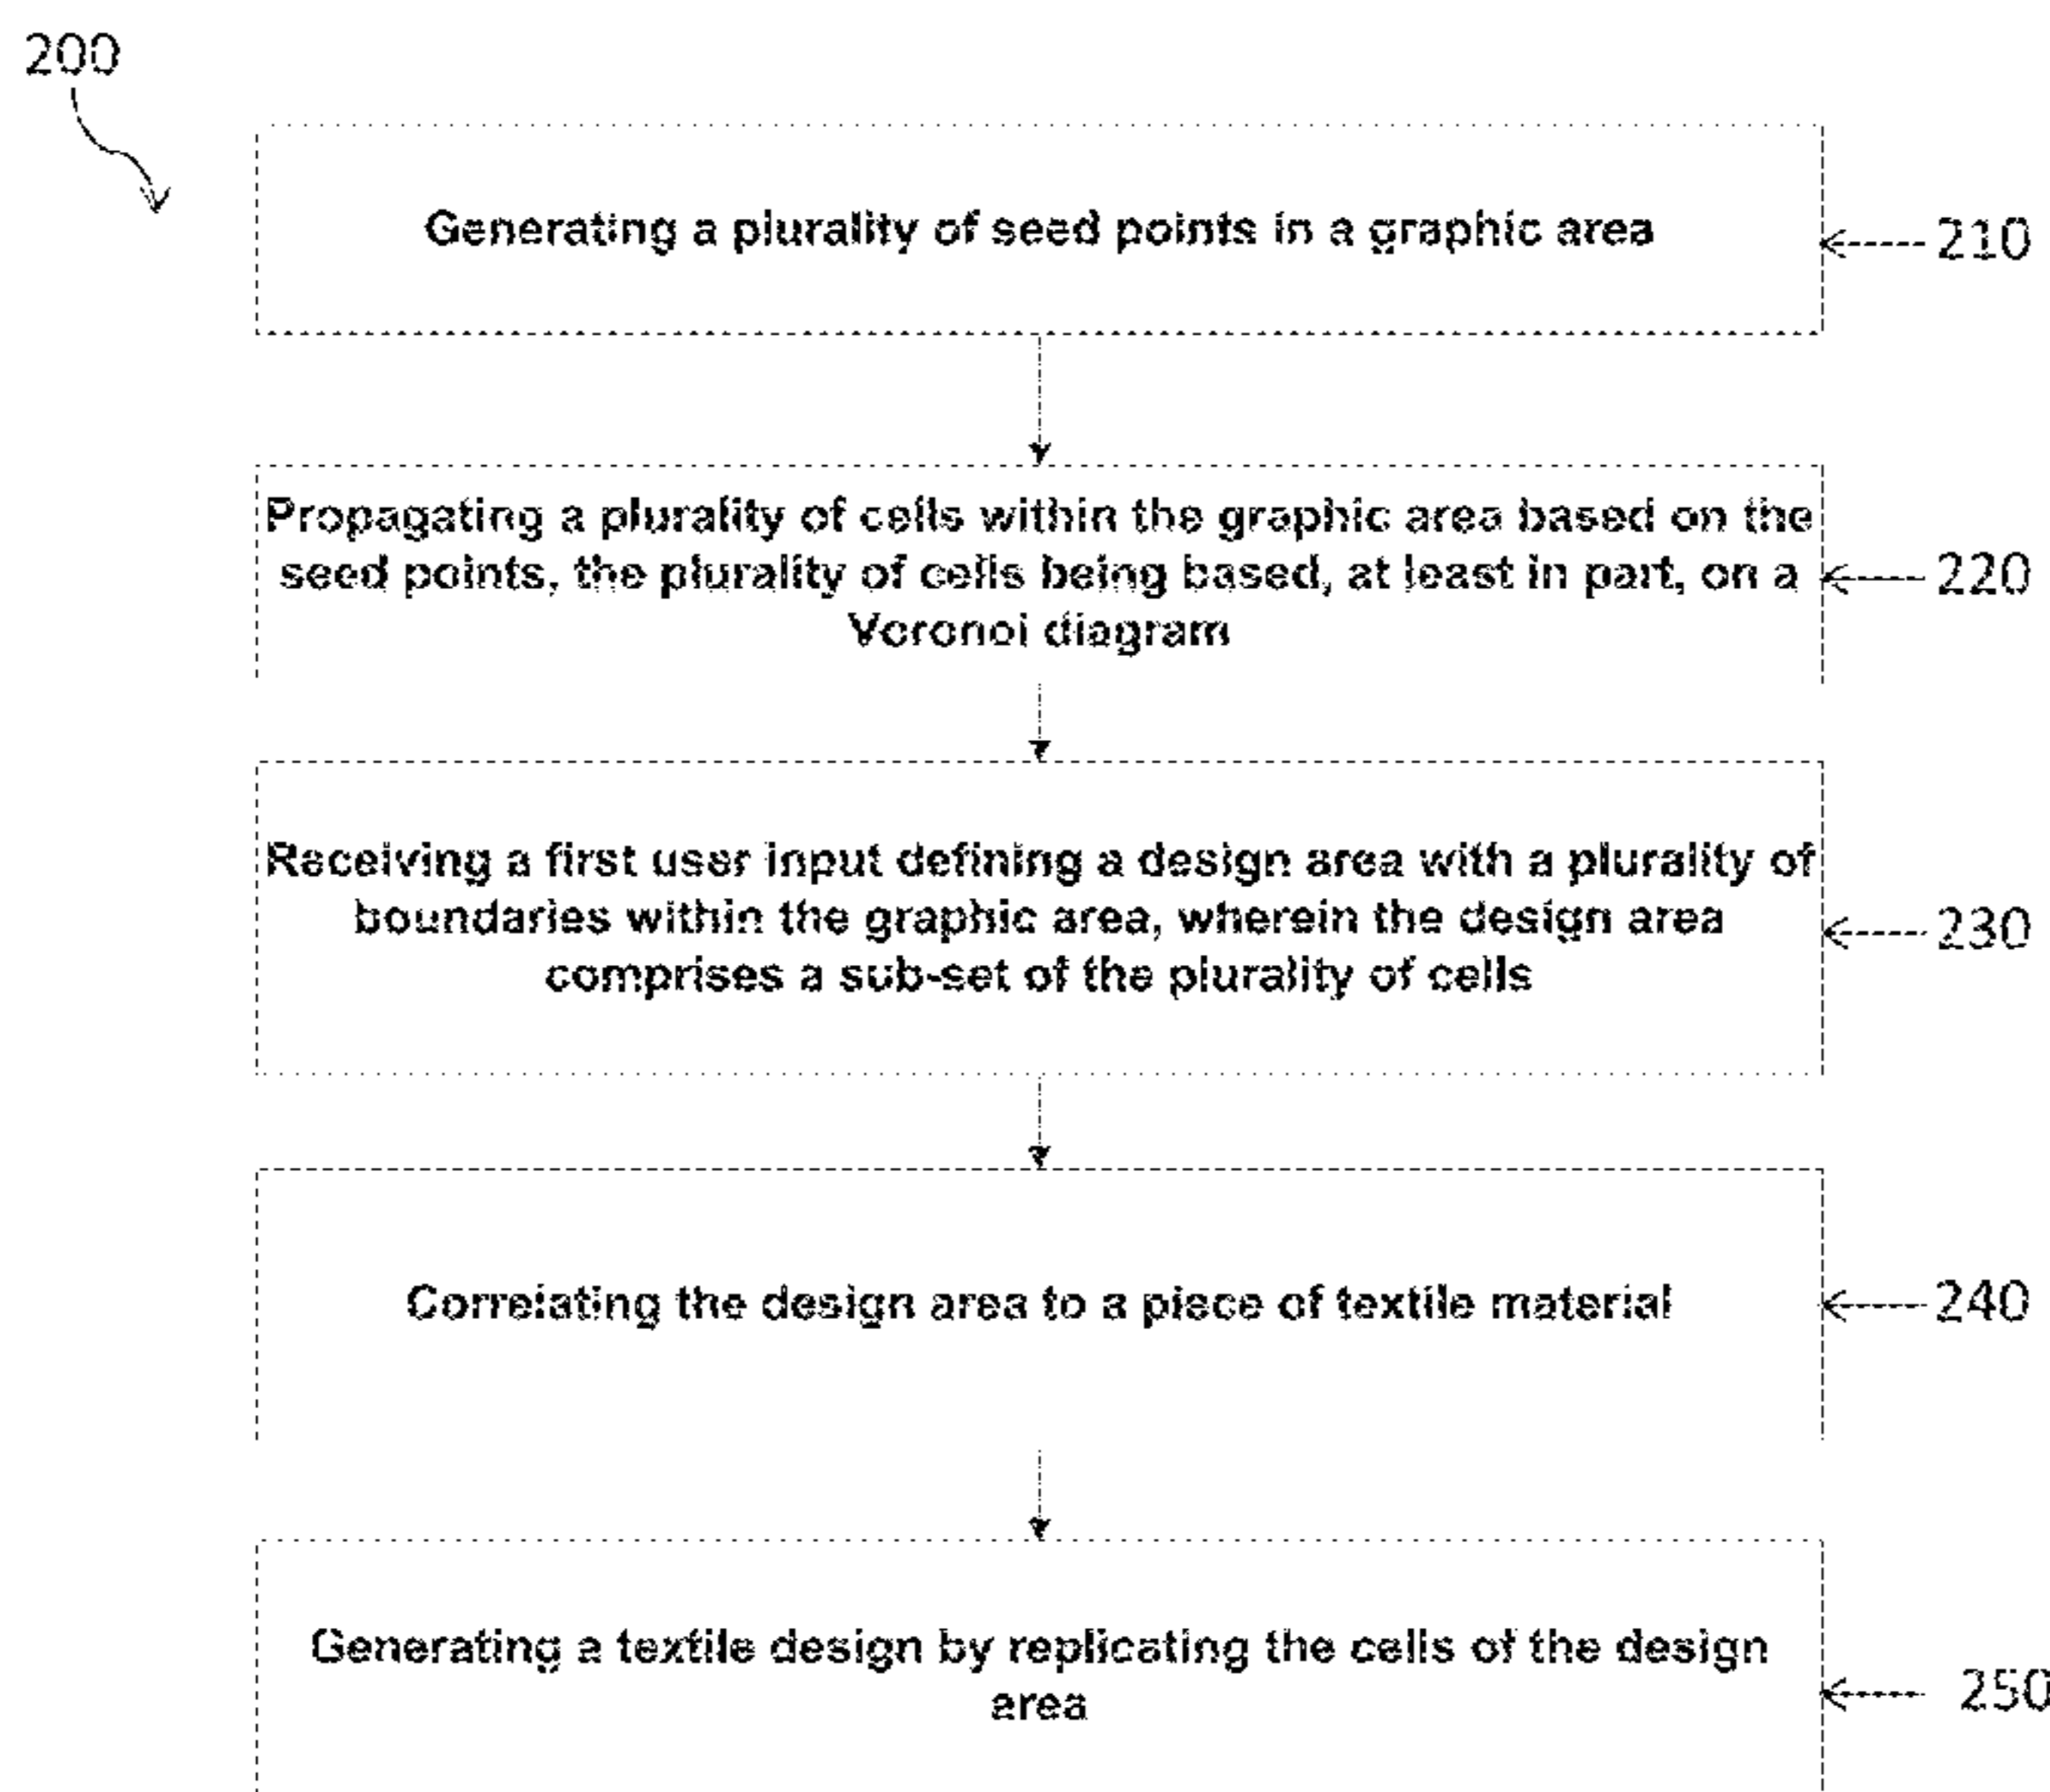 200
Generating a plurality of seed points in a graphic area
210
Propagating a plurality of cells within the graphic area based on the
seed points, the plurality of cells being based, at least in part, on a
Voronoi diagram
220
Receiving a first user input defining a design area with a plurality of
boundaries within the graphic area, wherein the design area
comprises a sub-set of the plurality of cells
230
Correlating the design area to a piece of textile material
240
Generating a textile design by replicating the cells of the design
area
250